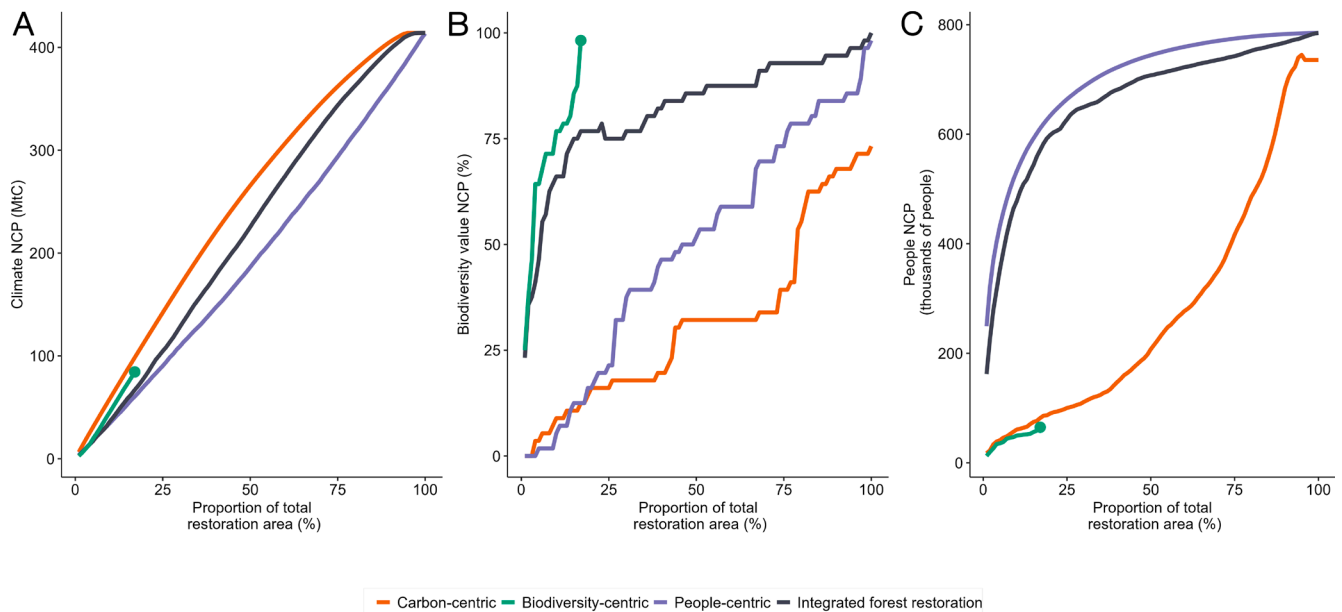 A
Climate NCP (MtC)
400
300
200
100
0
0 25 50 75 100
Proportion of total
restoration area (%)
B
Biodiversity value NCP (%)
100
75
50
25
0
0 25 50 75 100
Proportion of total
restoration area (%)
C
People NCP
(thousands of people)
800
600
400
200
0
0 25 50 75 100
Proportion of total
restoration area (%)
Carbon-centric Biodiversity-centric People-centric Integrated forest restoration